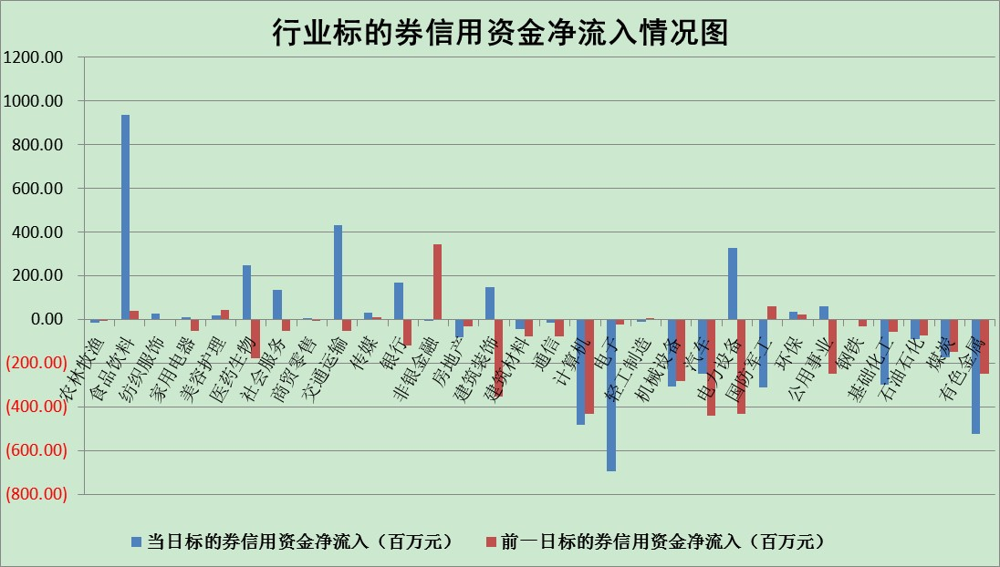 行业标的券信用资金净流入情况图
1200.00
1000.00
800.00
600.00
400.00
200.00
0.00
(200.00)
(400.00)
(600.00)
(800.00)
农林牧渔
食品饮料
纺织服饰
家用电器
美容护理
医药生物
社会服务
商贸零售
交通运输
传媒
银行
非银金融
房地产
建筑装饰
建筑材料
通信
计算机
电子
轻工制造
机械设备
汽车
电力设备
国防军工
环保
公用事业
钢铁
基础化工
石油石化
煤炭
有色金属
当日标的券信用资金净流入（百万元）
前一日标的券信用资金净流入（百万元）